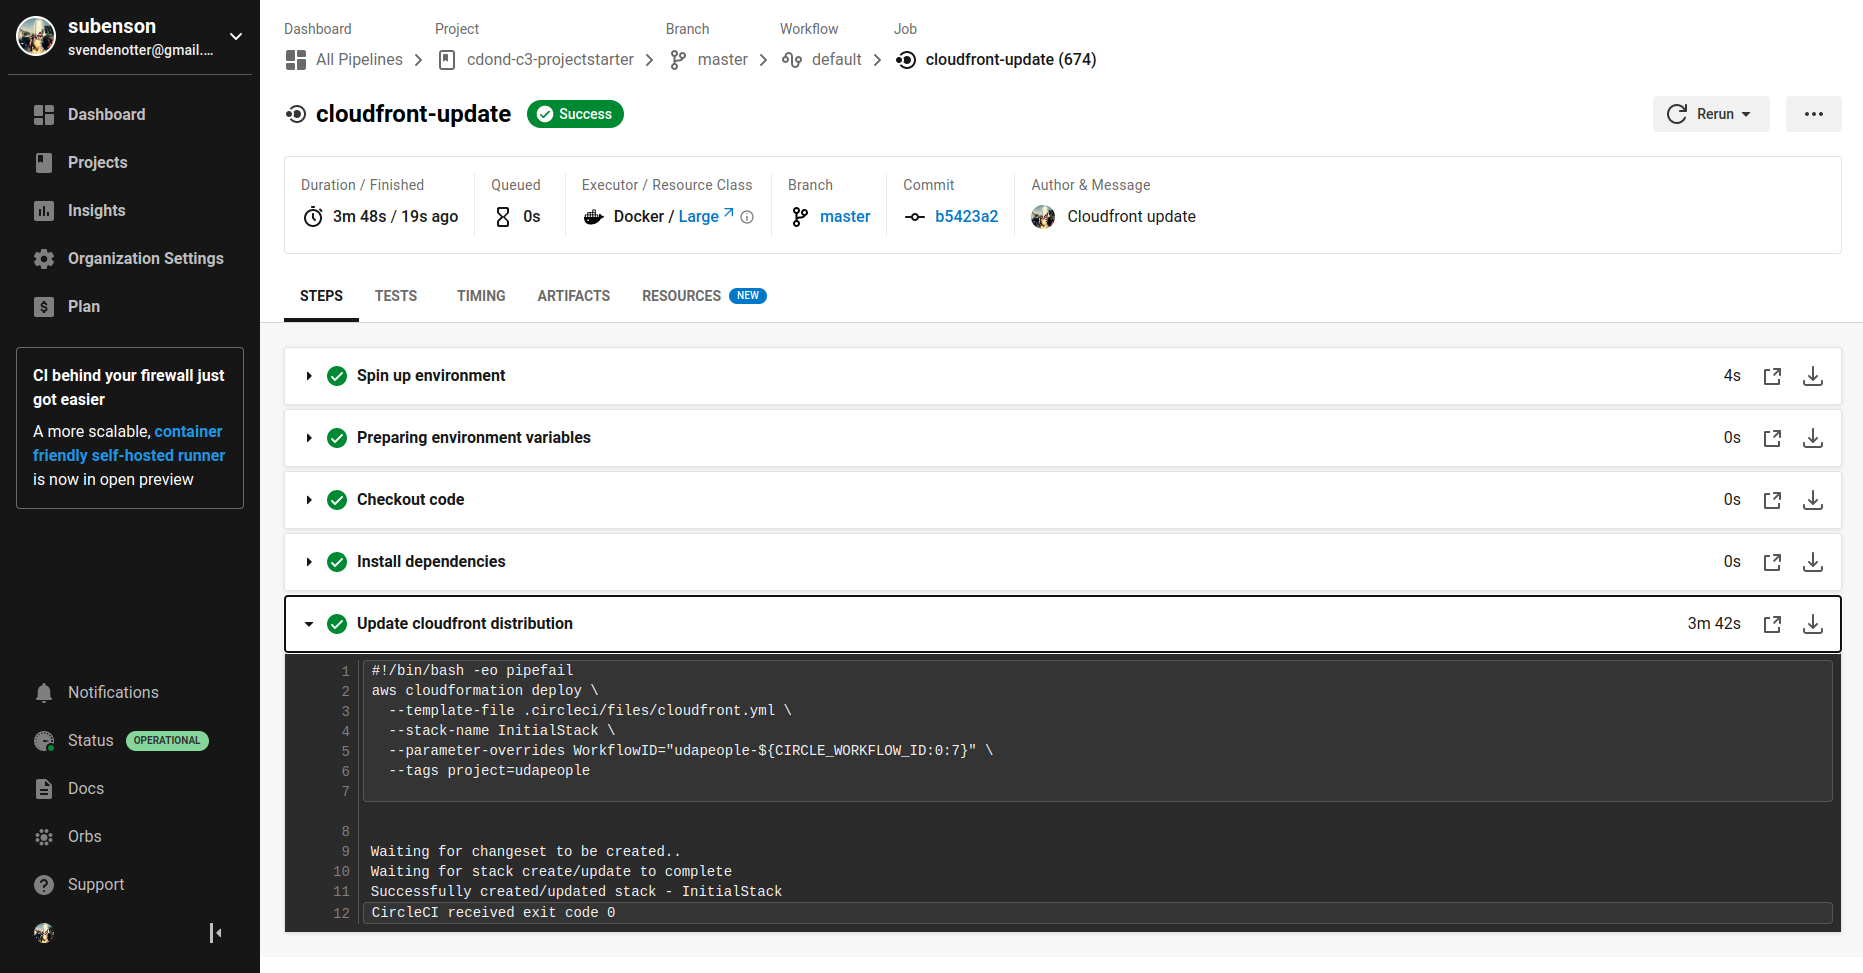 subenson
svendenotter@gmail....
Dashboard
Projects
Insights
Organization Settings
Plan
CI behind your firewall just
got easier
A more scalable, container
friendly self-hosted runner
is now in open preview
Notifications
Status OPERATIONAL
Docs
Orbs
Support
Dashboard Project Branch Workflow Job
All Pipelines cdond-c3-projectstarter master default cloudfront-update (674)
cloudfront-update Success Rerun
Duration / Finished Queued Executor / Resource Class Branch Commit Author & Message
3m 48s / 19s ago 0s Docker / Large master b5423a2 Cloudfront update
STEPS TESTS TIMING ARTIFACTS RESOURCES NEW
Spin up environment 4s
Preparing environment variables 0s
Checkout code 0s
Install dependencies 0s
Update cloudfront distribution 3m 42s
1 #!/bin/bash -eo pipefail
2 aws cloudformation deploy \
3 --template-file .circleci/files/cloudfront.yml \
4 --stack-name InitialStack \
5 --parameter-overrides WorkflowID="udapeople-${CIRCLE_WORKFLOW_ID:0:7}" \
6 --tags project=udapeople
7
8
9 Waiting for changeset to be created..
10 Waiting for stack create/update to complete
11 Successfully created/updated stack - InitialStack
12 CircleCI received exit code 0